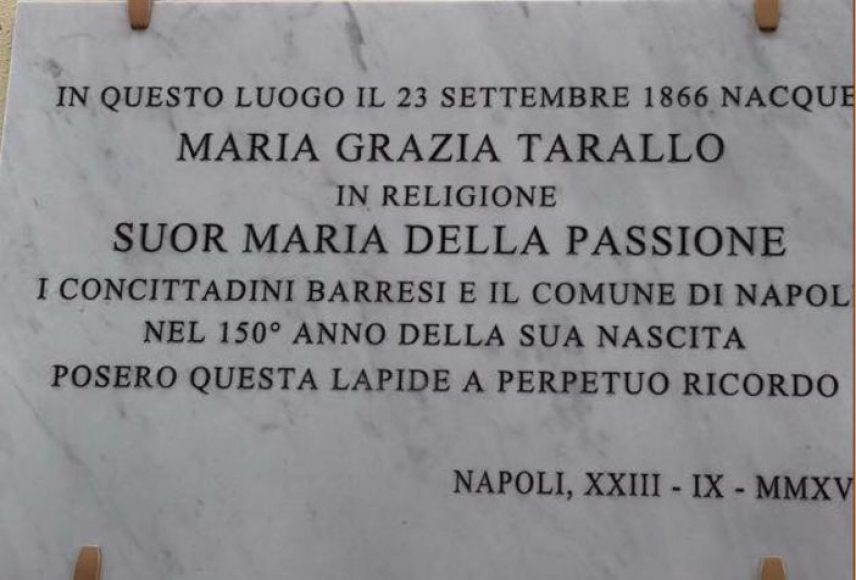 IN QUESTO LUOGO IL 23 SETTEMBRE 1866 NACQUE
MARIA GRAZIA TARALLO
IN RELIGIONE
SUOR MARIA DELLA PASSIONE
I CONCITTADINI BARRESI E IL COMUNE DI NAPOL
NEL 150° ANNO DELLA SUA NASCITA
POSERO QUESTA LAPIDE A PERPETUO RICORDO
NAPOLI, XXIII - IX - MMXV